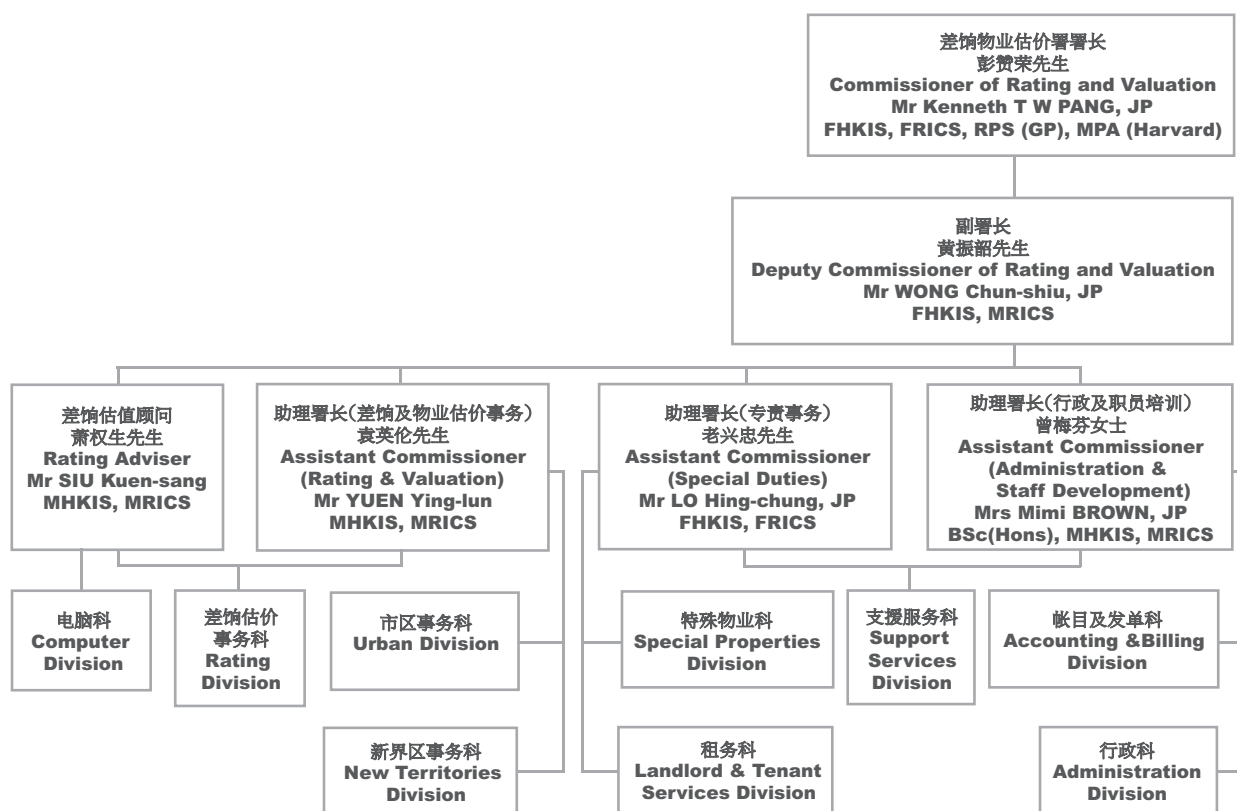 差饷物业估价署署长
彭赞荣先生
Commissioner of Rating and Valuation
Mr Kenneth T W PANG, JP
FHKIS, FRICS, RPS (GP), MPA (Harvard)
副署长
黄振韶先生
Deputy Commissioner of Rating and Valuation
Mr WONG Chun-shiu, JP
FHKIS, MRICS
差饷估值顾问
萧权生先生
Rating Adviser
Mr SIU Kuen-sang
MHKIS, MRICS
助理署长(差饷及物业估价事务)
袁英伦先生
Assistant Commissioner
(Rating & Valuation)
Mr YUEN Ying-lun
MHKIS, MRICS
助理署长(专责事务)
老兴忠先生
Assistant Commissioner
(Special Duties)
Mr LO Hing-chung, JP
FHKIS, FRICS
助理署长(行政及职员培训)
曾梅芬女士
Assistant Commissioner
(Administration &
Staff Development)
Mrs Mimi BROWN, JP
BSc(Hons), MHKIS, MRICS
电脑科
Computer
Division
差饷估价
事务科
Rating
Division
市区事务科
Urban Division
特殊物业科
Special Properties
Division
支援服务科
Support
Services
Division
帐目及发单科
Accounting &Billing
Division
新界区事务科
New Territories
Division
租务科
Landlord & Tenant
Services Division
行政科
Administration
Division